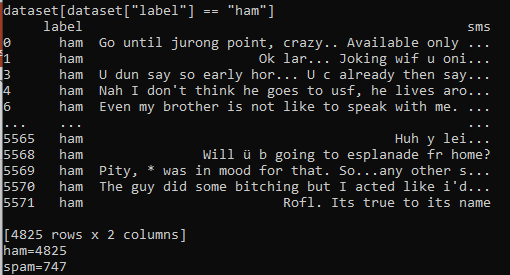 dataset[dataset["label"] == "ham"]
label sms
0 ham Go until jurong point, crazy.. Available only ...
1 ham Ok lar... Joking wif u oni...
3 ham U dun say so early hor... U c already then say...
4 ham Nah I don't think he goes to usf, he lives aro...
6 ham Even my brother is not like to speak with me. ...
... ... ...
5565 ham Huh y lei...
5568 ham Will ü b going to esplanade fr home?
5569 ham Pity, * was in mood for that. So...any other s...
5570 ham The guy did some bitching but I acted like i'd...
5571 ham Rofl. Its true to its name
[4825 rows x 2 columns]
ham=4825
spam=747